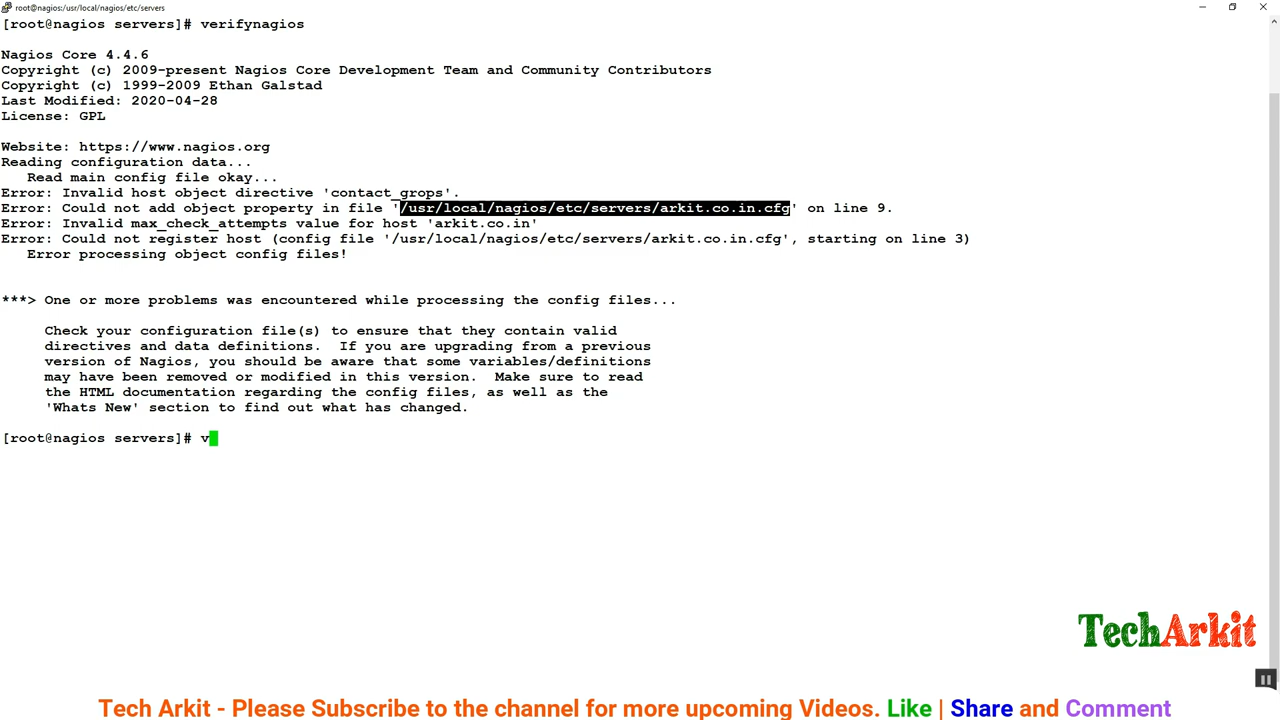 root@nagios:/usr/local/nagios/etc/servers
[root@nagios servers]# verifynagios
Nagios Core 4.4.6
Copyright (c) 2009-present Nagios Core Development Team and Community Contributors
Copyright (c) 1999-2009 Ethan Galstad
Last Modified: 2020-04-28
License: GPL
Website: https://www.nagios.org
Reading configuration data...
   Read main config file okay...
Error: Invalid host object directive 'contact_grops'.
Error: Could not add object property in file '/usr/local/nagios/etc/servers/arkit.co.in.cfg' on line 9.
Error: Invalid max_check_attempts value for host 'arkit.co.in'
Error: Could not register host (config file '/usr/local/nagios/etc/servers/arkit.co.in.cfg', starting on line 3)
   Error processing object config files!
***> One or more problems was encountered while processing the config files...
     Check your configuration file(s) to ensure that they contain valid
     directives and data definitions.  If you are upgrading from a previous
     version of Nagios, you should be aware that some variables/definitions
     may have been removed or modified in this version.  Make sure to read
     the HTML documentation regarding the config files, as well as the
     'Whats New' section to find out what has changed.
[root@nagios servers]# v
TechArkit
Tech Arkit - Please Subscribe to the channel for more upcoming Videos. Like | Share and Comment